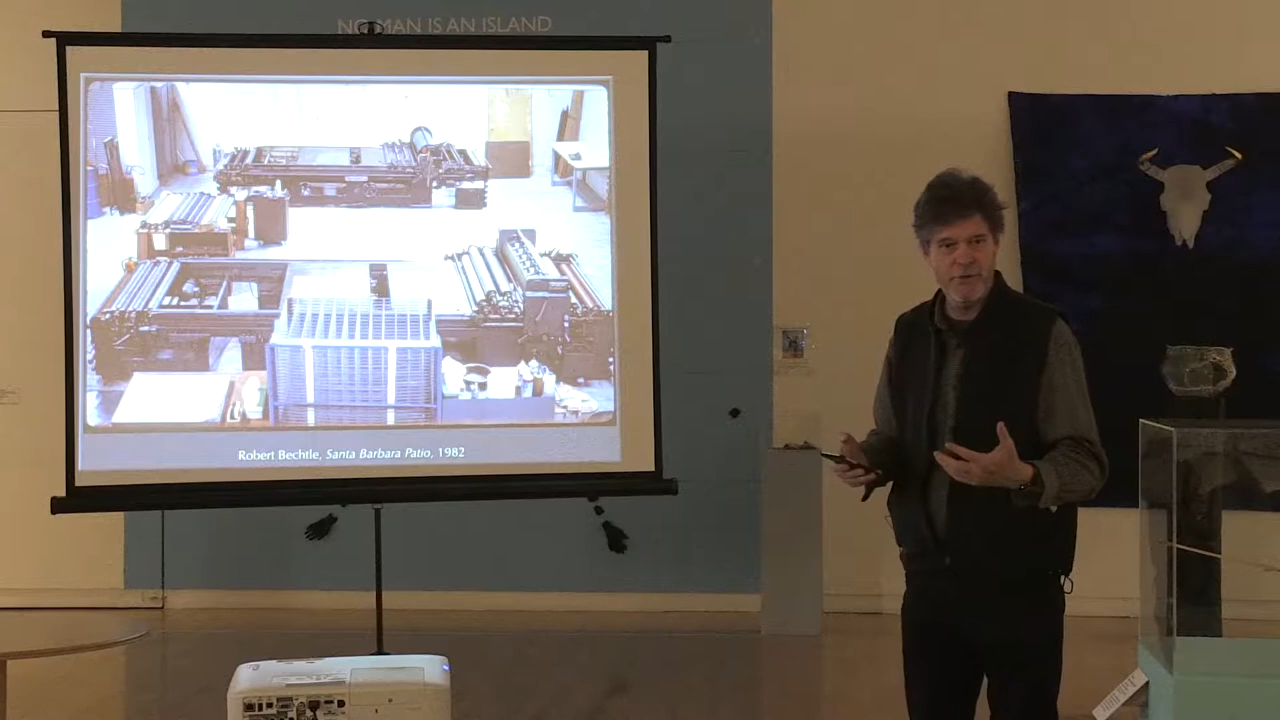 NO MAN IS AN ISLAND
Robert Bechtle, Santa Barbara Patio, 1982